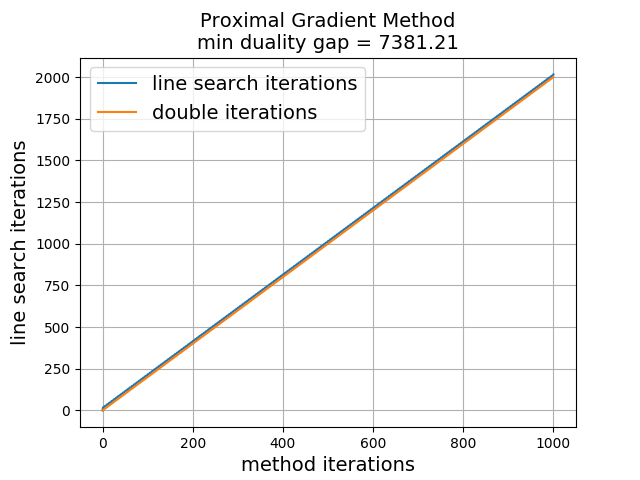 Proximal Gradient Method
min duality gap = 7381.21
line search iterations
double iterations
2000
1750
1500
1250
1000
750
500
250
0
line search iterations
0 200 400 600 800 1000
method iterations